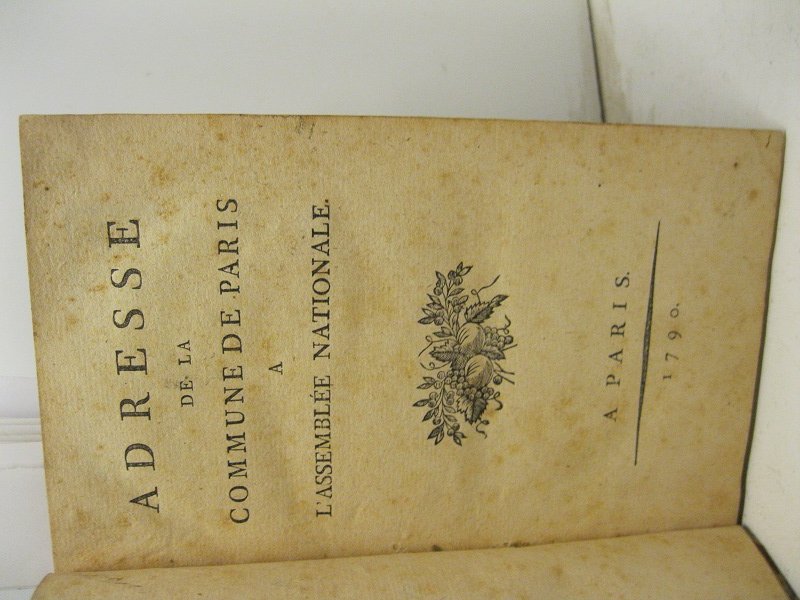 ADRESSE
DE LA
COMMUNE DE PARIS
A
L'ASSEMBLÉE NATIONALE.
A PARIS.
1790.